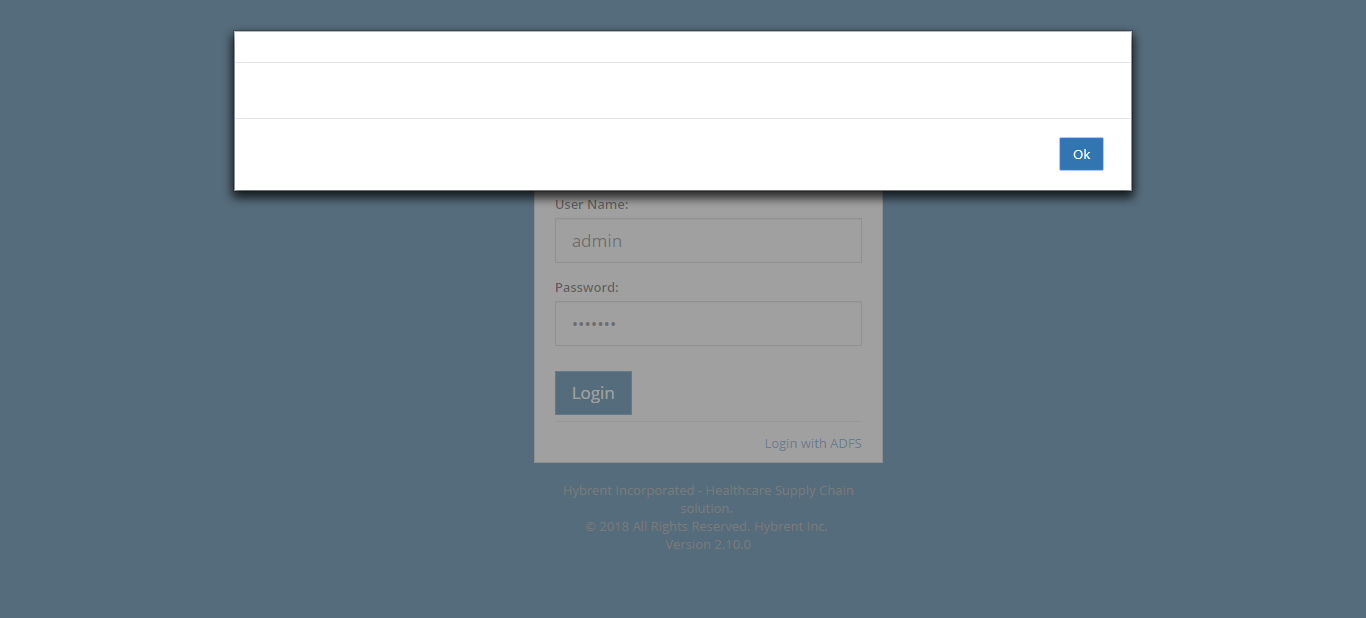 Ok
User Name:
admin
Password:
•••••••
Login
Login with ADFS
Hybrent Incorporated - Healthcare Supply Chain
solution.
© 2018 All Rights Reserved. Hybrent Inc.
Version 2.10.0